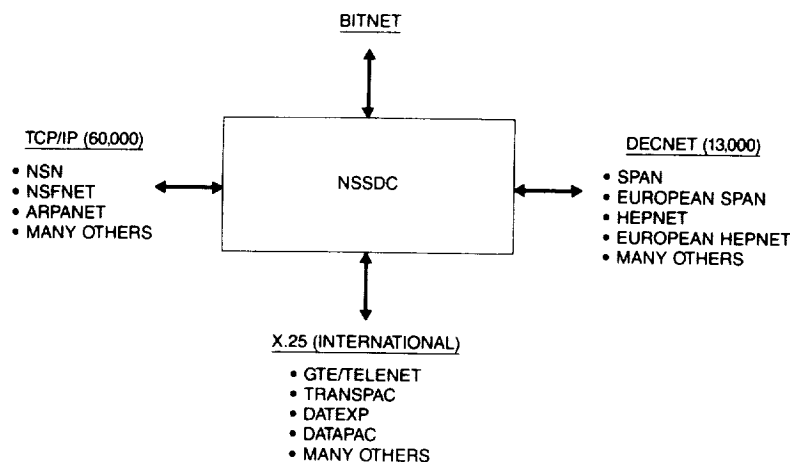 BITNET
TCP/IP (60,000)
• NSN
• NSFNET
• ARPANET
• MANY OTHERS
NSSDC
DECNET (13,000)
• SPAN
• EUROPEAN SPAN
• HEPNET
• EUROPEAN HEPNET
• MANY OTHERS
X.25 (INTERNATIONAL)
• GTE/TELENET
• TRANSPAC
• DATEXP
• DATAPAC
• MANY OTHERS